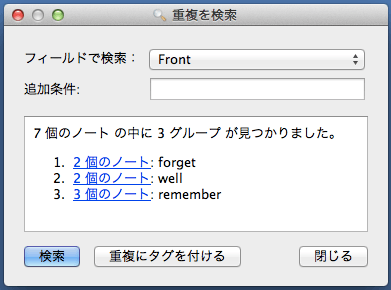 重複を検索
フィールドで検索： Front
追加条件:
7 個のノート の中に 3 グループ が見つかりました。
1. 2 個のノート: forget
2. 2 個のノート: well
3. 3 個のノート: remember
検索 重複にタグを付ける 閉じる